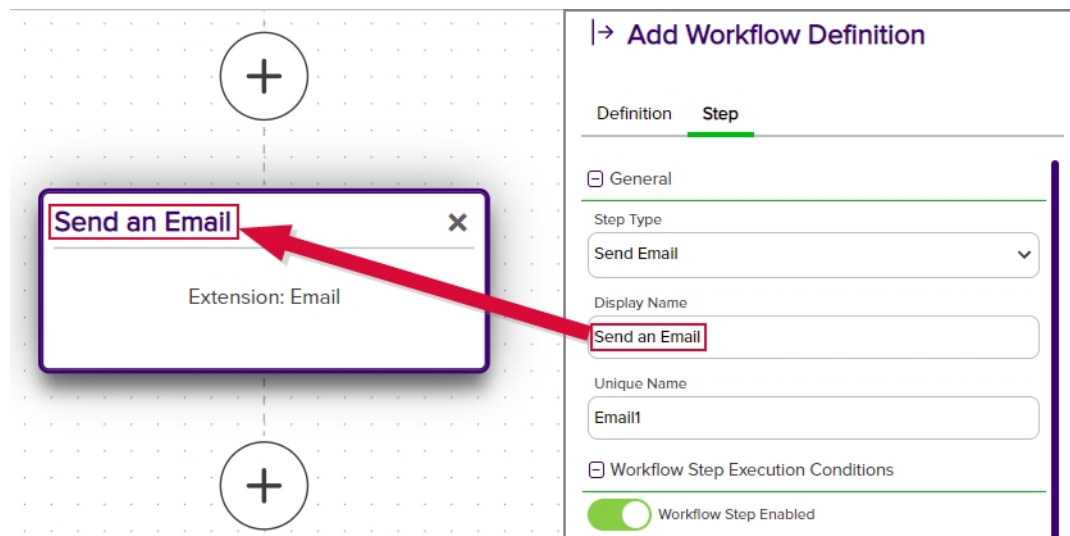 Send an Email
Extension: Email
Add Workflow Definition
Definition Step
General
Step Type
Send Email
Display Name
Send an Email
Unique Name
Email1
Workflow Step Execution Conditions
Workflow Step Enabled